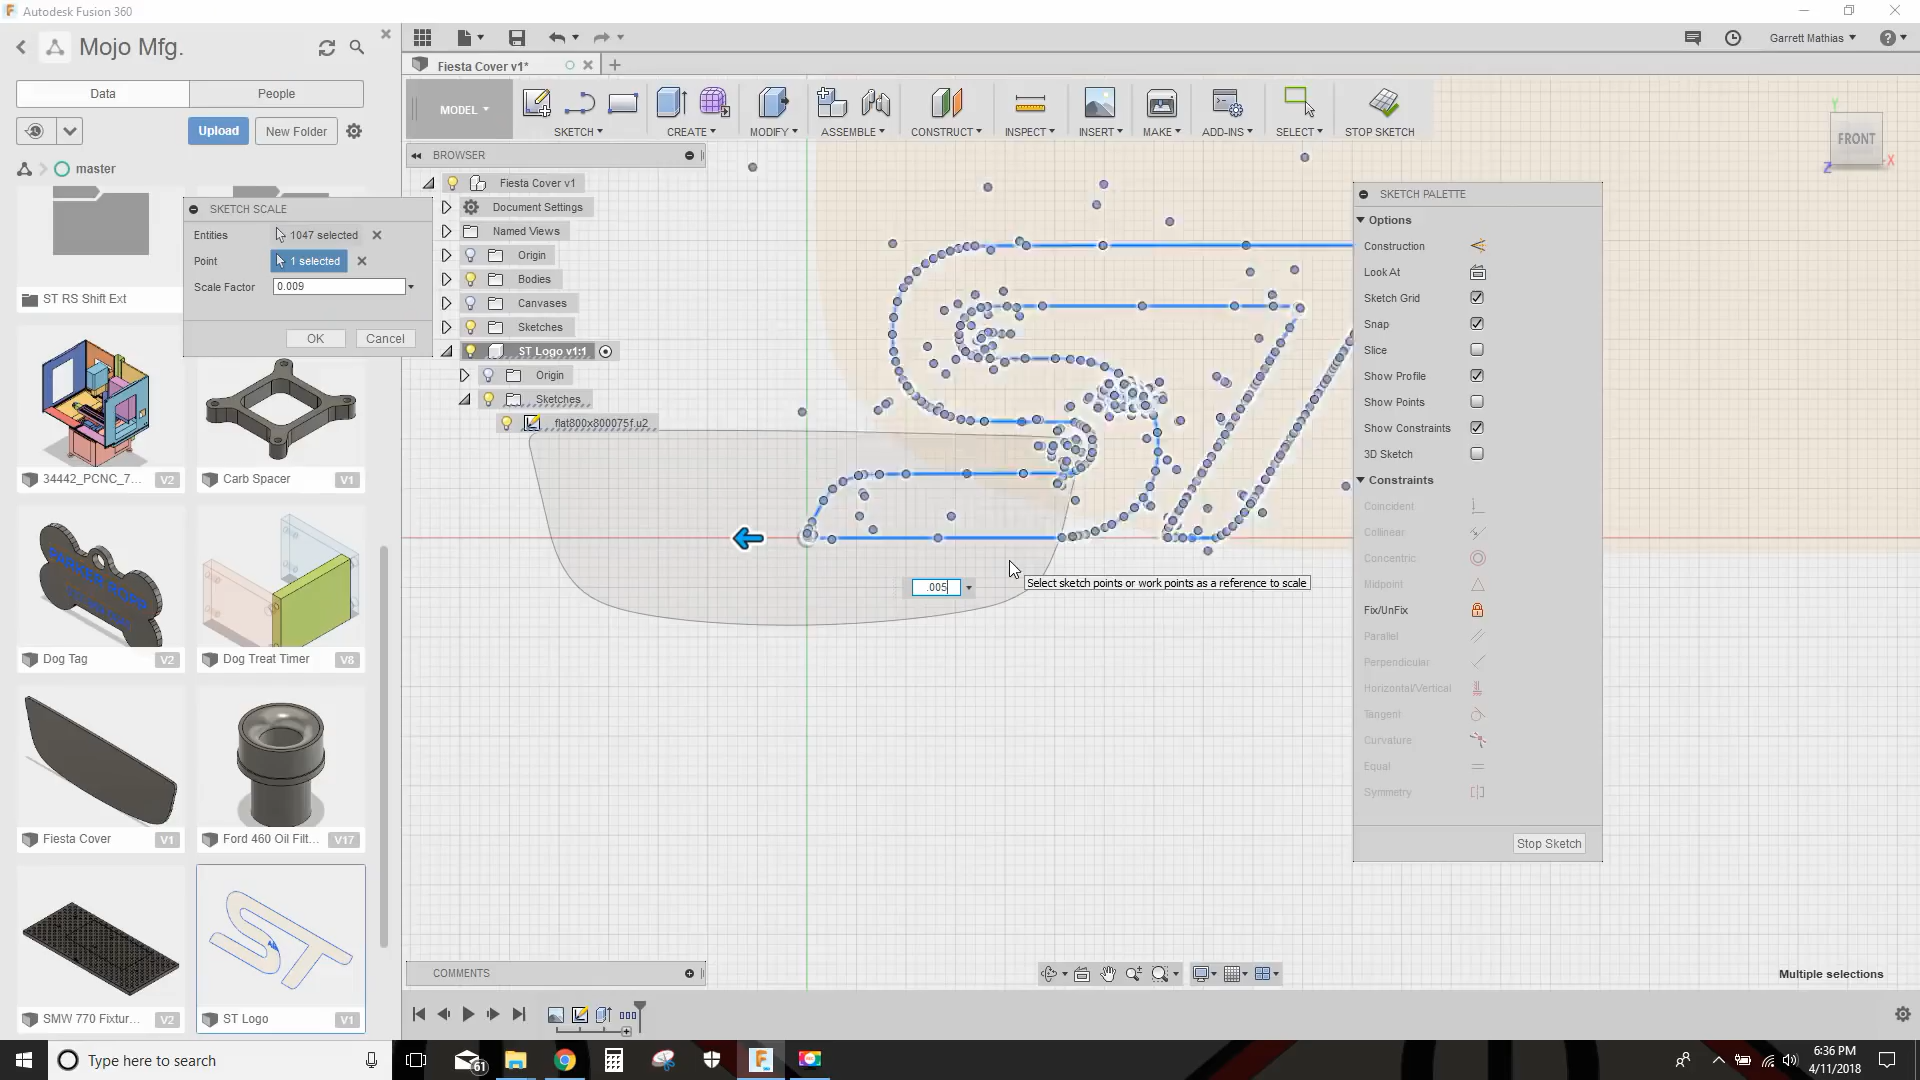 Autodesk Fusion 360
Mojo Mfg.
Data
People
Upload
New Folder
master
ST RS Shift Ext
34442_PCNC_7...
V2
Carb Spacer
V1
Dog Tag
V2
Dog Treat Timer
V8
Fiesta Cover
V1
Ford 460 Oil Filt...
V17
SMW 770 Fixtur...
V2
ST Logo
V1
SKETCH SCALE
Entities
1047 selected
Point
1 selected
Scale Factor
0.009
OK
Cancel
Fiesta Cover v1*
Garrett Mathias
MODEL
SKETCH
CREATE
MODIFY
ASSEMBLE
CONSTRUCT
INSPECT
INSERT
MAKE
ADD-INS
SELECT
STOP SKETCH
BROWSER
Fiesta Cover v1
Document Settings
Named Views
Origin
Bodies
Canvases
Sketches
ST Logo v1:1
Origin
Sketches
flat800x800075f.u2
.005
Select sketch points or work points as a reference to scale
Y
FRONT
X
Z
SKETCH PALETTE
Options
Construction
Look At
Sketch Grid
Snap
Slice
Show Profile
Show Points
Show Constraints
3D Sketch
Constraints
Coincident
Collinear
Concentric
Midpoint
Fix/UnFix
Parallel
Perpendicular
Horizontal/Vertical
Tangent
Curvature
Equal
Symmetry
Stop Sketch
COMMENTS
Multiple selections
Type here to search
61
6:36 PM
4/11/2018